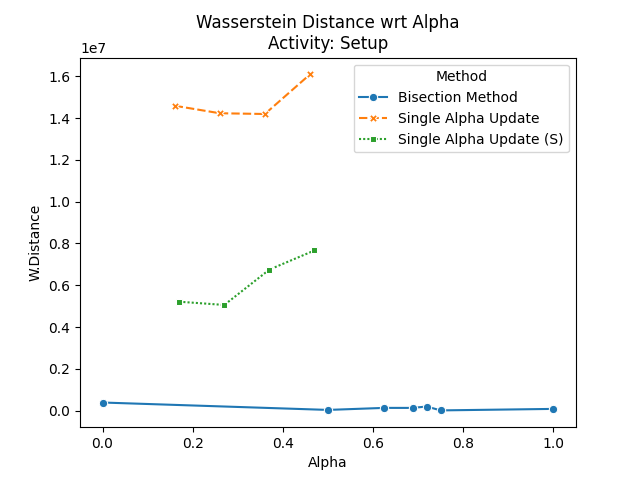 Wasserstein Distance wrt Alpha
Activity: Setup
1e7
Method
Bisection Method
Single Alpha Update
Single Alpha Update (S)
W.Distance
1.6
1.4
1.2
1.0
0.8
0.6
0.4
0.2
0.0
0.0 0.2 0.4 0.6 0.8 1.0
Alpha